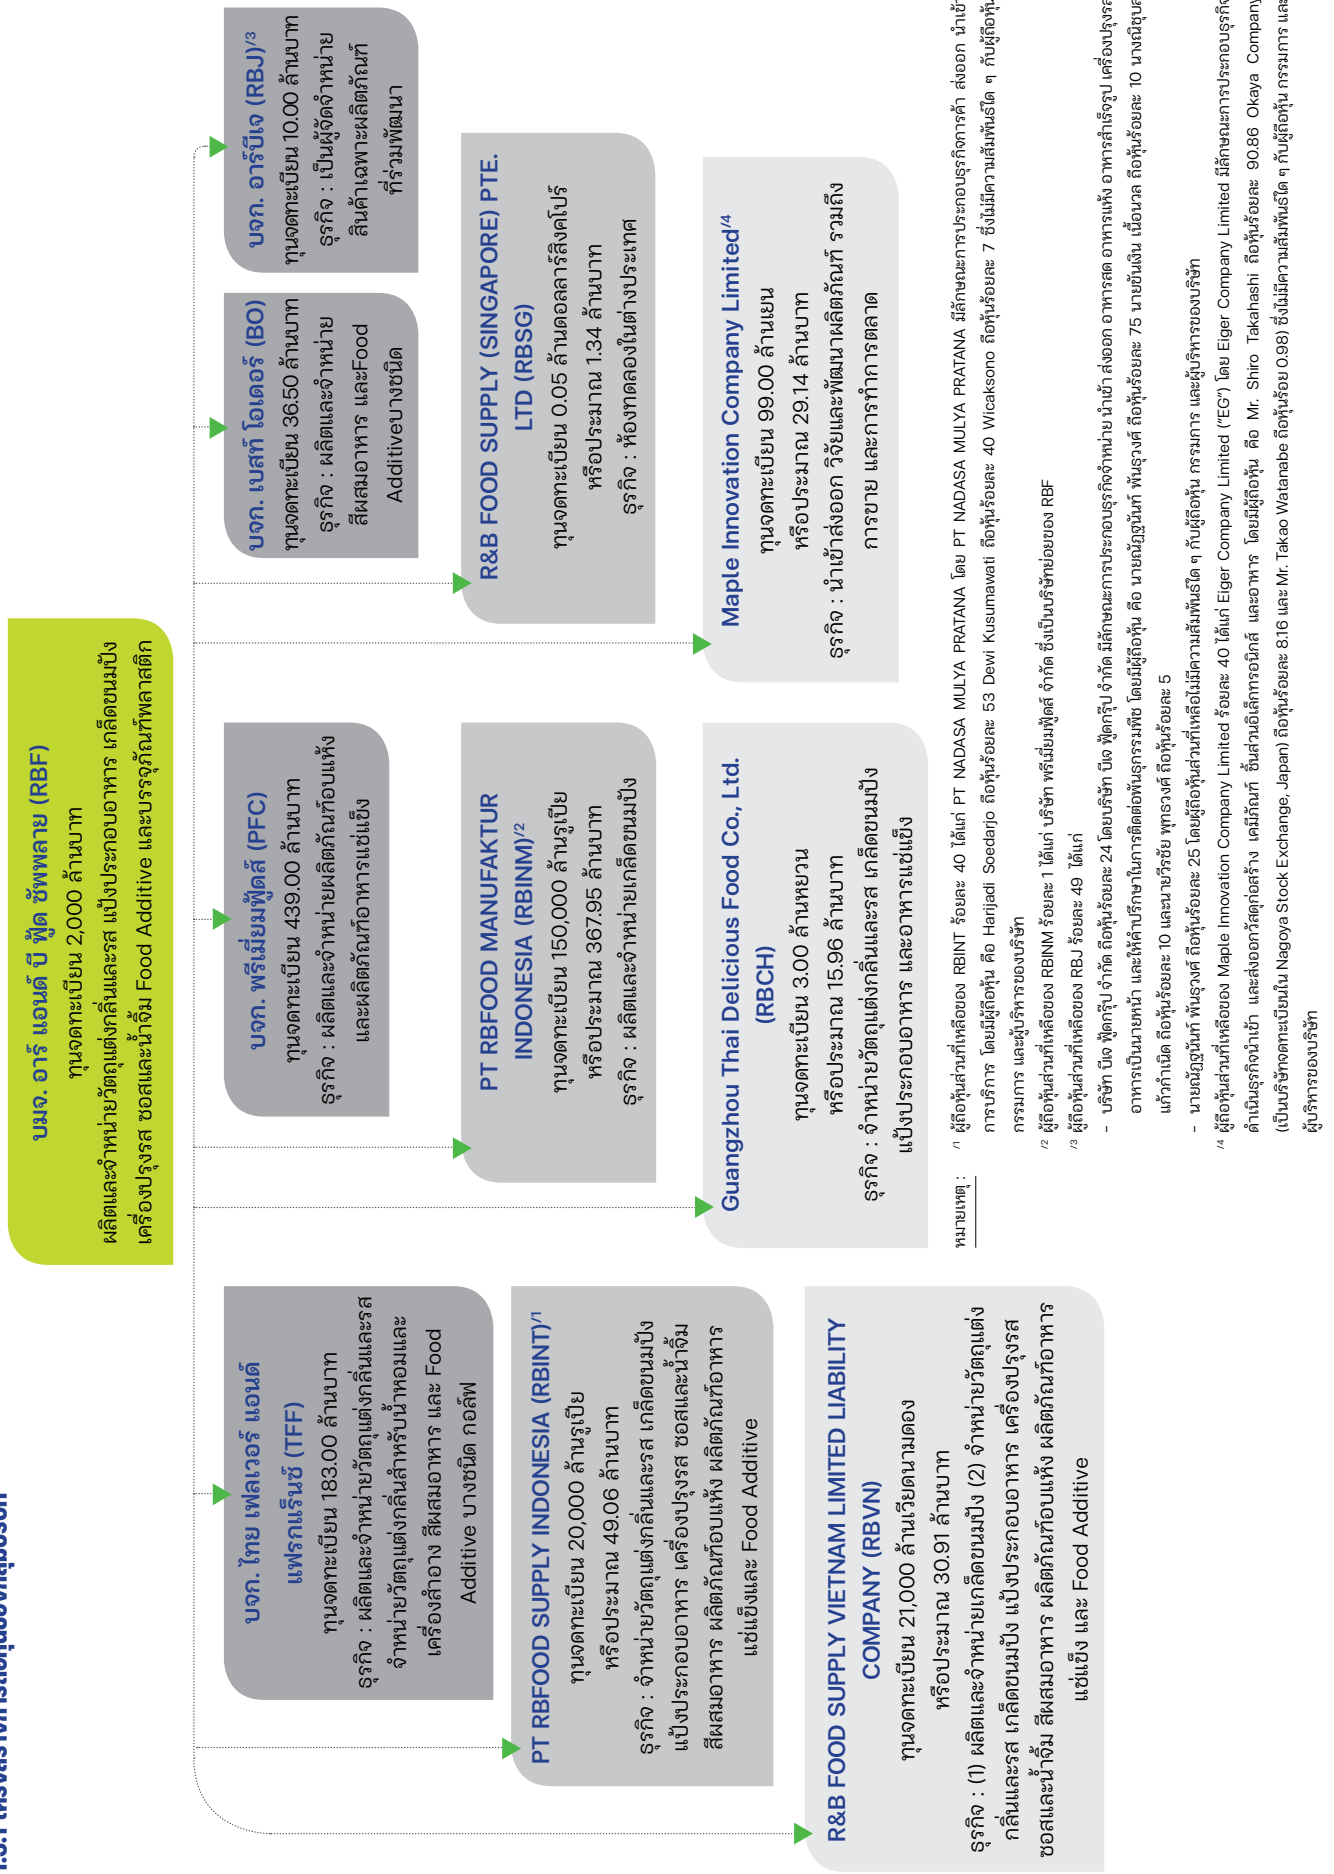 1.3.1 โครงสร้างการถือหุ้นของกลุ่มบริษัท
บมจ. อาร์ แอนด์ บี ฟู้ด ซัพพลาย (RBF)
ทุนจดทะเบียน 2,000 ล้านบาท
ผลิตและจำหน่ายวัตถุแต่งกลิ่นและรส แป้งประกอบอาหาร เกล็ดขนมปัง
เครื่องปรุงรส ซอสและน้ำจิ้ม Food Additive และบรรจุภัณฑ์พลาสติก
บจก. ไทย เฟลเวอร์ แอนด์
แฟรกแร็นซ์ (TFF)
ทุนจดทะเบียน 183.00 ล้านบาท
ธุรกิจ : ผลิตและจำหน่ายวัตถุแต่งกลิ่นและรส
จำหน่ายวัตถุแต่งกลิ่นสำหรับน้ำหอมและ
เครื่องสำอาง สีผสมอาหาร และ Food
Additive บางชนิด กอล์ฟ
บจก. พรีเมี่ยมฟู้ดส์ (PFC)
ทุนจดทะเบียน 439.00 ล้านบาท
ธุรกิจ : ผลิตและจำหน่ายผลิตภัณฑ์อบแห้ง
และผลิตภัณฑ์อาหารแช่แข็ง
บจก. เบสท์ โอเดอร์ (BO)
ทุนจดทะเบียน 36.50 ล้านบาท
ธุรกิจ : ผลิตและจำหน่าย
สีผสมอาหาร และFood
Additiveบางชนิด
บจก. อาร์บีเจ (RBJ)/3
ทุนจดทะเบียน 10.00 ล้านบาท
ธุรกิจ : เป็นผู้จัดจำหน่าย
สินค้าเฉพาะผลิตภัณฑ์
ที่ร่วมพัฒนา
PT RBFOOD SUPPLY INDONESIA (RBINT)/1
ทุนจดทะเบียน 20,000 ล้านรูเปีย
หรือประมาณ 49.06 ล้านบาท
ธุรกิจ : จำหน่ายวัตถุแต่งกลิ่นและรส เกล็ดขนมปัง
แป้งประกอบอาหาร เครื่องปรุงรส ซอสและน้ำจิ้ม
สีผสมอาหาร ผลิตภัณฑ์อบแห้ง ผลิตภัณฑ์อาหาร
แช่แข็งและ Food Additive
PT RBFOOD MANUFAKTUR
INDONESIA (RBINM)/2
ทุนจดทะเบียน 150,000 ล้านรูเปีย
หรือประมาณ 367.95 ล้านบาท
ธุรกิจ : ผลิตและจำหน่ายเกล็ดขนมปัง
R&B FOOD SUPPLY (SINGAPORE) PTE.
LTD (RBSG)
ทุนจดทะเบียน 0.05 ล้านดอลลาร์สิงคโปร์
หรือประมาณ 1.34 ล้านบาท
ธุรกิจ : ห้องทดลองในต่างประเทศ
R&B FOOD SUPPLY VIETNAM LIMITED LIABILITY
COMPANY (RBVN)
ทุนจดทะเบียน 21,000 ล้านเวียดนามดอง
หรือประมาณ 30.91 ล้านบาท
ธุรกิจ : (1) ผลิตและจำหน่ายเกล็ดขนมปัง (2) จำหน่ายวัตถุแต่ง
กลิ่นและรส เกล็ดขนมปัง แป้งประกอบอาหาร เครื่องปรุงรส
ซอสและน้ำจิ้ม สีผสมอาหาร ผลิตภัณฑ์อบแห้ง ผลิตภัณฑ์อาหาร
แช่แข็ง และ Food Additive
Guangzhou Thai Delicious Food Co., Ltd.
(RBCH)
ทุนจดทะเบียน 3.00 ล้านหยวน
หรือประมาณ 15.96 ล้านบาท
ธุรกิจ : จำหน่ายวัตถุแต่งกลิ่นและรส เกล็ดขนมปัง
แป้งประกอบอาหาร และอาหารแช่แข็ง
Maple Innovation Company Limited/4
ทุนจดทะเบียน 99.00 ล้านเยน
หรือประมาณ 29.14 ล้านบาท
ธุรกิจ : นำเข้าส่งออก วิจัยและพัฒนาผลิตภัณฑ์ รวมถึง
การขาย และการทำการตลาด
หมายเหตุ :
/1 ผู้ถือหุ้นส่วนที่เหลือของ RBINT ร้อยละ 40 ได้แก่ PT NADASA MULYA PRATANA โดย PT NADASA MULYA PRATANA มีลักษณะการประกอบธุรกิจการค้า ส่งออก นำเข้า
การบริการ โดยมีผู้ถือหุ้น คือ Harijadi Soedarjo ถือหุ้นร้อยละ 53 Dewi Kusumawati ถือหุ้นร้อยละ 40 Wicaksono ถือหุ้นร้อยละ 7 ซึ่งไม่มีความสัมพันธ์ใด ๆ กับผู้ถือหุ้น
กรรมการ และผู้บริหารของบริษัท
/2 ผู้ถือหุ้นส่วนที่เหลือของ RBINM ร้อยละ 1 ได้แก่ บริษัท พรีเมี่ยมฟู้ดส์ จำกัด ซึ่งเป็นบริษัทย่อยของ RBF
/3 ผู้ถือหุ้นส่วนที่เหลือของ RBJ ร้อยละ 49 ได้แก่
– บริษัท บีเจ ฟู้ดกรุ๊ป จำกัด ถือหุ้นร้อยละ 24 โดยบริษัท บีเจ ฟู้ดกรุ๊ป จำกัด มีลักษณะการประกอบธุรกิจจำหน่าย นำเข้า ส่งออก อาหารสด อาหารแห้ง อาหารสำเร็จรูป เครื่องปรุงรส
อาหารเป็นนายหน้า และให้คำปรึกษาในการติดต่อพันธุกรรมพืช โดยมีผู้ถือหุ้น คือ นายณัฏฐนันท์ พันธุวงศ์ ถือหุ้นร้อยละ 75 นายขันเงิน เนื้อนวล ถือหุ้นร้อยละ 10 นางณิชุบล
แก้วกำเนิด ถือหุ้นร้อยละ 10 และนายวีรชัย พุทธวงศ์ ถือหุ้นร้อยละ 5
– นายณัฏฐนันท์ พันธุวงศ์ ถือหุ้นร้อยละ 25 โดยผู้ถือหุ้นส่วนที่เหลือไม่มีความสัมพันธ์ใด ๆ กับผู้ถือหุ้น กรรมการ และผู้บริหารของบริษัท
/4 ผู้ถือหุ้นส่วนที่เหลือของ Maple Innovation Company Limited ร้อยละ 40 ได้แก่ Eiger Company Limited ("EG") โดย Eiger Company Limited มีลักษณะการประกอบธุรกิจ
ดำเนินธุรกิจนำเข้า และส่งออกวัสดุก่อสร้าง เคมีภัณฑ์ ชิ้นส่วนอิเล็กทรอนิกส์ และอาหาร โดยมีผู้ถือหุ้น คือ Mr. Shiro Takahashi ถือหุ้นร้อยละ 90.86 Okaya Company
(เป็นบริษัทจดทะเบียนใน Nagoya Stock Exchange, Japan) ถือหุ้นร้อยละ 8.16 และ Mr. Takao Watanabe ถือหุ้นร้อย 0.98) ซึ่งไม่มีความสัมพันธ์ใด ๆ กับผู้ถือหุ้น กรรมการ และ
ผู้บริหารของบริษัท